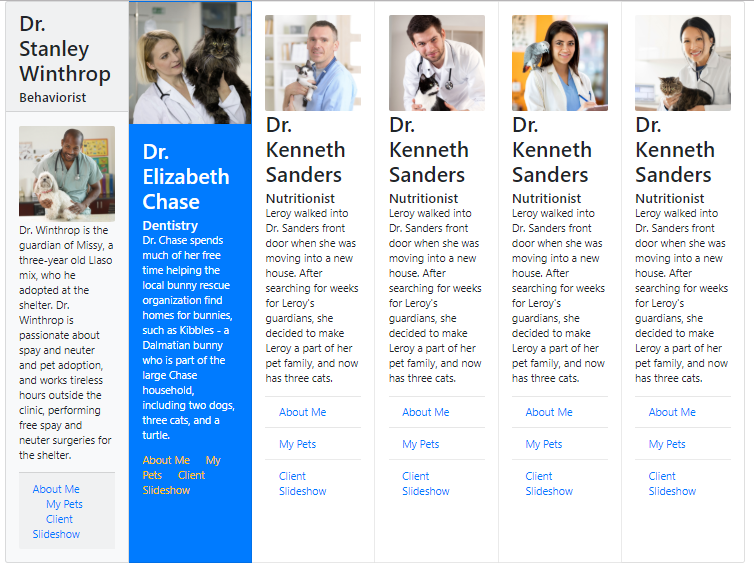 Dr.
Stanley
Winthrop
Behaviorist
Dr. Winthrop is the
guardian of Missy, a
three-year old Llaso
mix, who he
adopted at the
shelter. Dr.
Winthrop is
passionate about
spay and neuter
and pet adoption,
and works tireless
hours outside the
clinic, performing
free spay and
neuter surgeries for
the shelter.
About Me
My Pets
Client
Slideshow
Dr.
Elizabeth
Chase
Dentistry
Dr. Chase spends
much of her free
time helping the
local bunny rescue
organization find
homes for bunnies,
such as Kibbles - a
Dalmatian bunny
who is part of the
large Chase
household,
including two dogs,
three cats, and a
turtle.
About Me My
Pets Client
Slideshow
Dr.
Kenneth
Sanders
Nutritionist
Leroy walked into
Dr. Sanders front
door when she was
moving into a new
house. After
searching for weeks
for Leroy's
guardians, she
decided to make
Leroy a part of her
pet family, and now
has three cats.
About Me
My Pets
Client
Slideshow
Dr.
Kenneth
Sanders
Nutritionist
Leroy walked into
Dr. Sanders front
door when she was
moving into a new
house. After
searching for weeks
for Leroy's
guardians, she
decided to make
Leroy a part of her
pet family, and now
has three cats.
About Me
My Pets
Client
Slideshow
Dr.
Kenneth
Sanders
Nutritionist
Leroy walked into
Dr. Sanders front
door when she was
moving into a new
house. After
searching for weeks
for Leroy's
guardians, she
decided to make
Leroy a part of her
pet family, and now
has three cats.
About Me
My Pets
Client
Slideshow
Dr.
Kenneth
Sanders
Nutritionist
Leroy walked into
Dr. Sanders front
door when she was
moving into a new
house. After
searching for weeks
for Leroy's
guardians, she
decided to make
Leroy a part of her
pet family, and now
has three cats.
About Me
My Pets
Client
Slideshow